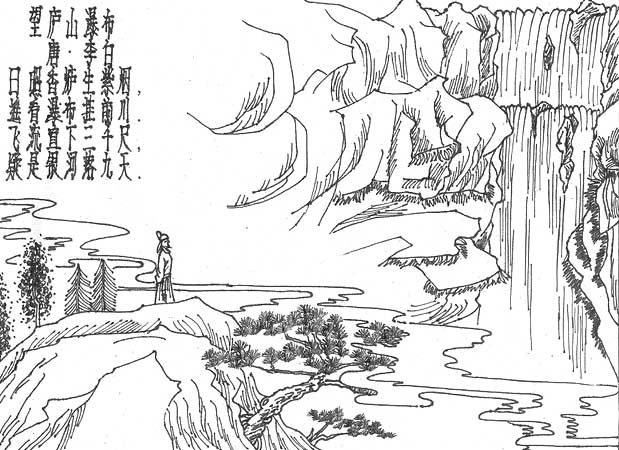 望庐山瀑布
唐·李白
日照香炉生紫烟，
遥看瀑布挂前川.
飞流直下三千尺，
疑是银河落九天.